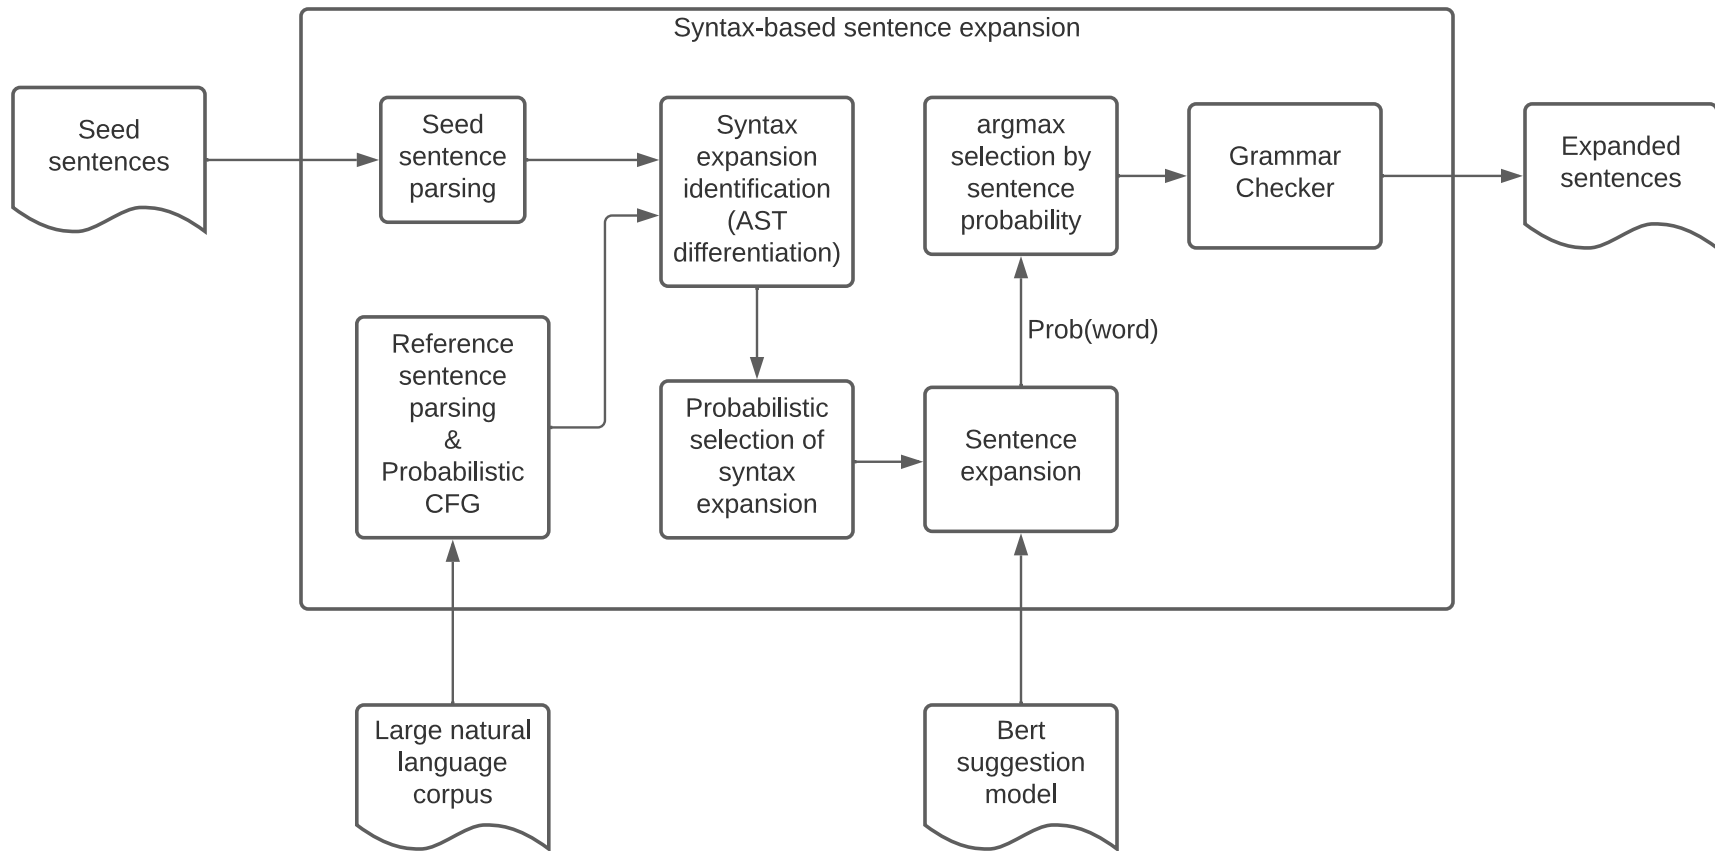 Syntax-based sentence expansion
Seed
sentences
Seed
sentence
parsing
Syntax
expansion
identification
(AST
differentiation)
argmax
selection by
sentence
probability
Grammar
Checker
Expanded
sentences
Reference
sentence
parsing
&
Probabilistic
CFG
Probabilistic
selection of
syntax
expansion
Prob(word)
Sentence
expansion
Large natural
language
corpus
Bert
suggestion
model